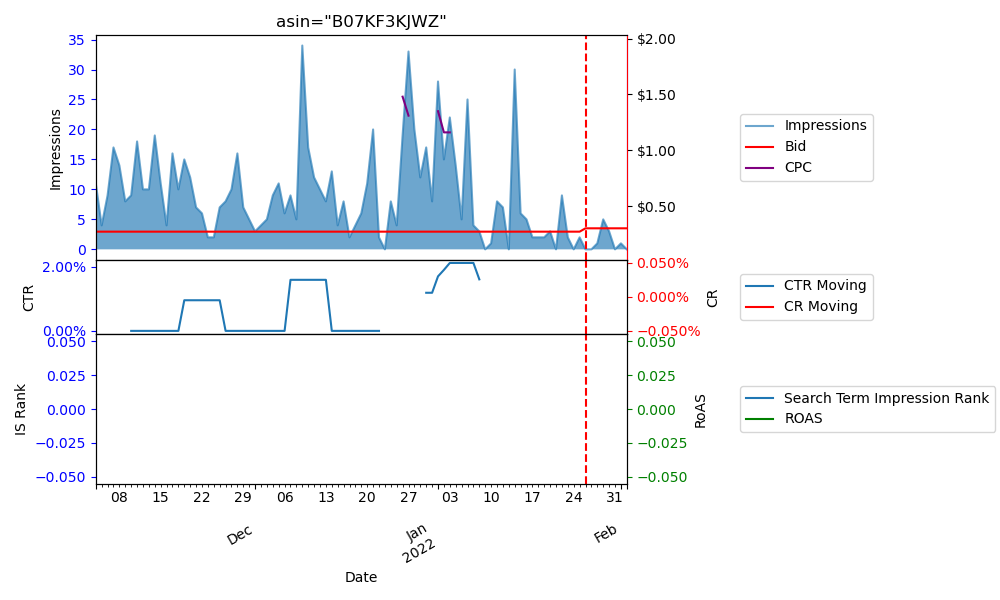 asin="B07KF3KJWZ"
35
30
25
20
15
10
5
0
Impressions
$2.00
$1.50
$1.00
$0.50
Impressions
Bid
CPC
2.00%
0.00%
CTR
0.050%
0.000%
−0.050%
CR
CTR Moving
CR Moving
0.050
0.025
0.000
−0.025
−0.050
IS Rank
0.050
0.025
0.000
−0.025
−0.050
RoAS
Search Term Impression Rank
ROAS
08 15 22 29 06 13 20 27 03 10 17 24 31
Dec
Jan
2022
Feb
Date